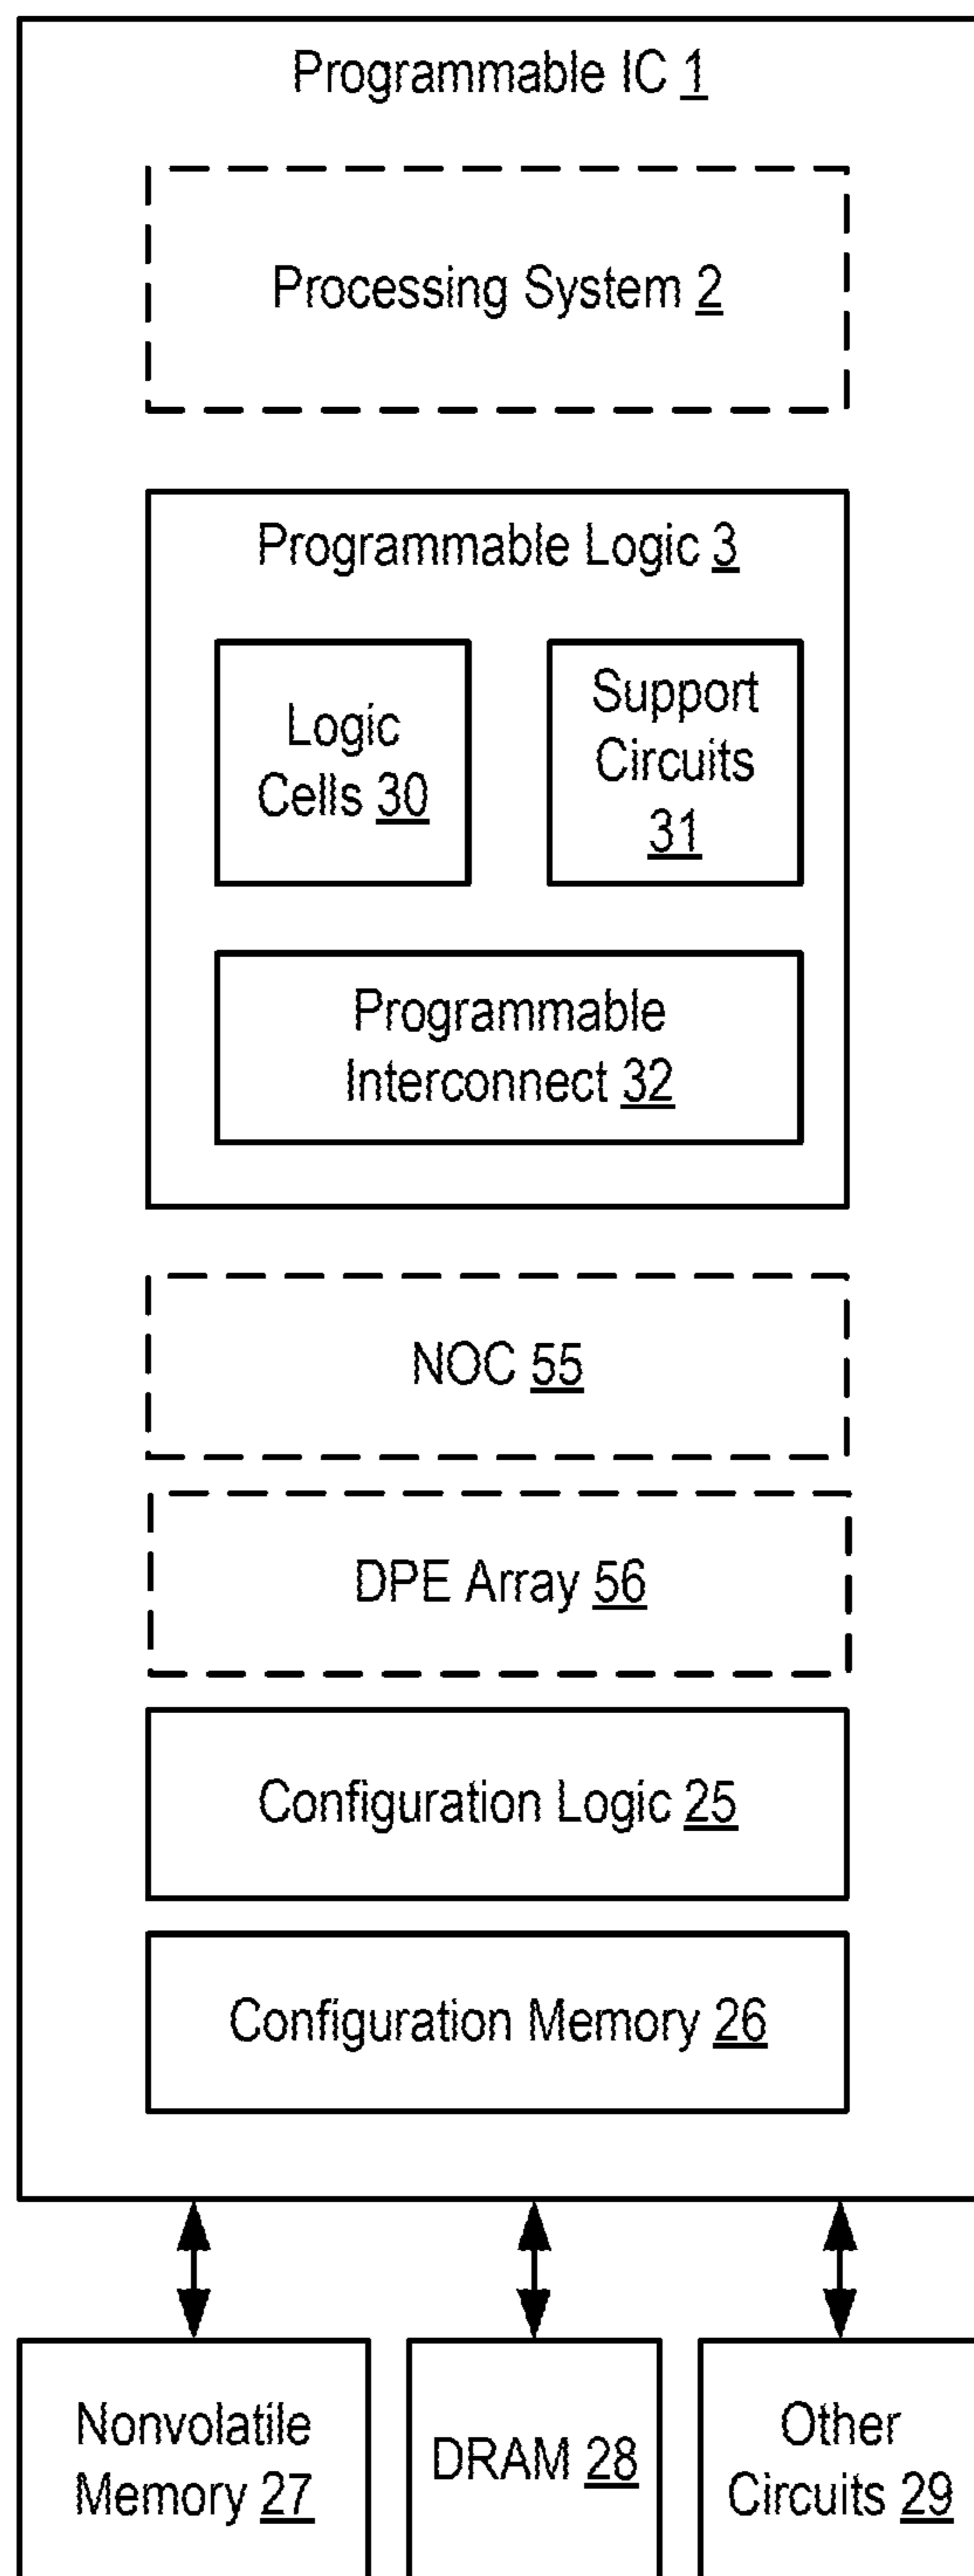 Programmable IC 1
Processing System 2
Programmable Logic 3
Logic
Cells 30
Support
Circuits
31
Programmable
Interconnect 32
NOC 55
DPE Array 56
Configuration Logic 25
Configuration Memory 26
Nonvolatile
Memory 27
DRAM 28
Other
Circuits 29